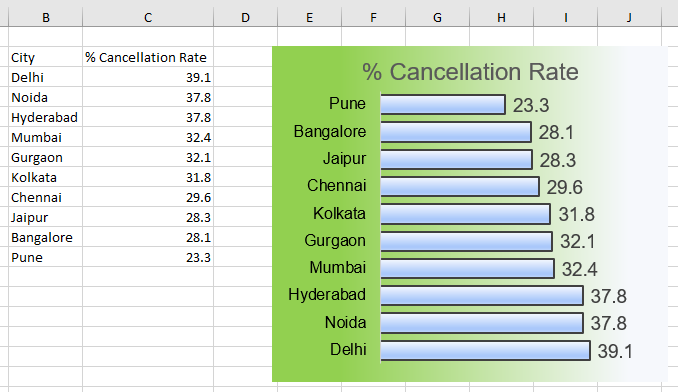 B C D E F G H I J
City % Cancellation Rate
Delhi 39.1
Noida 37.8
Hyderabad 37.8
Mumbai 32.4
Gurgaon 32.1
Kolkata 31.8
Chennai 29.6
Jaipur 28.3
Bangalore 28.1
Pune 23.3
% Cancellation Rate
Pune 23.3
Bangalore 28.1
Jaipur 28.3
Chennai 29.6
Kolkata 31.8
Gurgaon 32.1
Mumbai 32.4
Hyderabad 37.8
Noida 37.8
Delhi 39.1